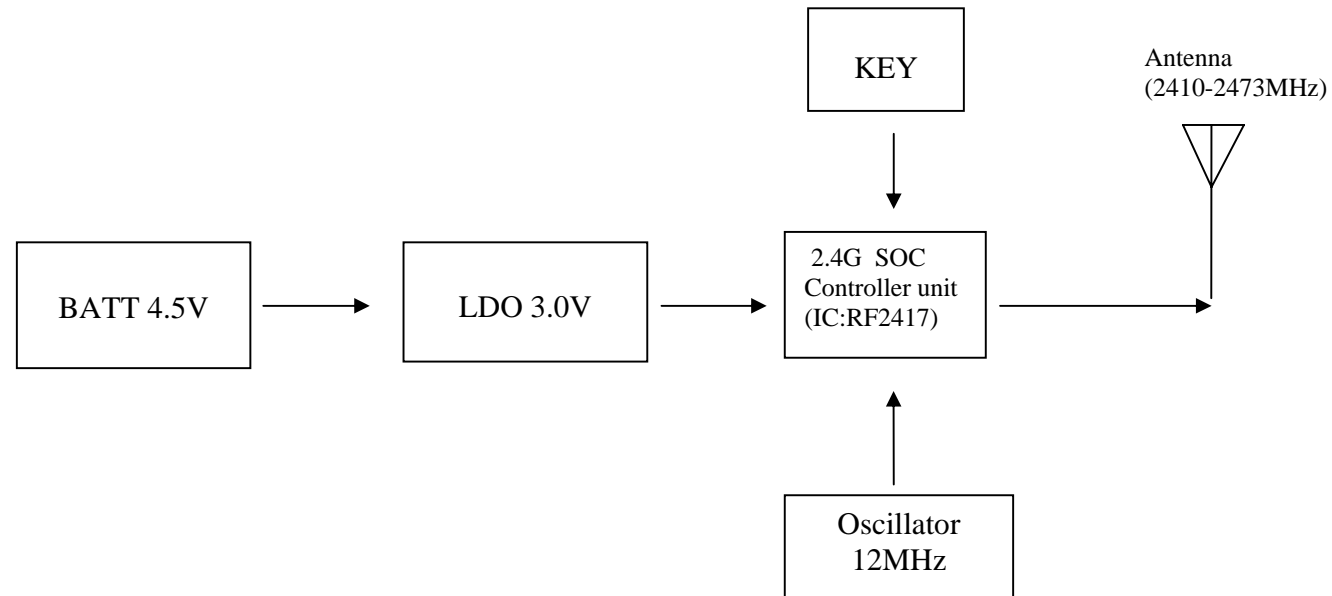 KEY
Antenna
(2410-2473MHz)
BATT 4.5V
LDO 3.0V
2.4G SOC
Controller unit
(IC:RF2417)
Oscillator
12MHz